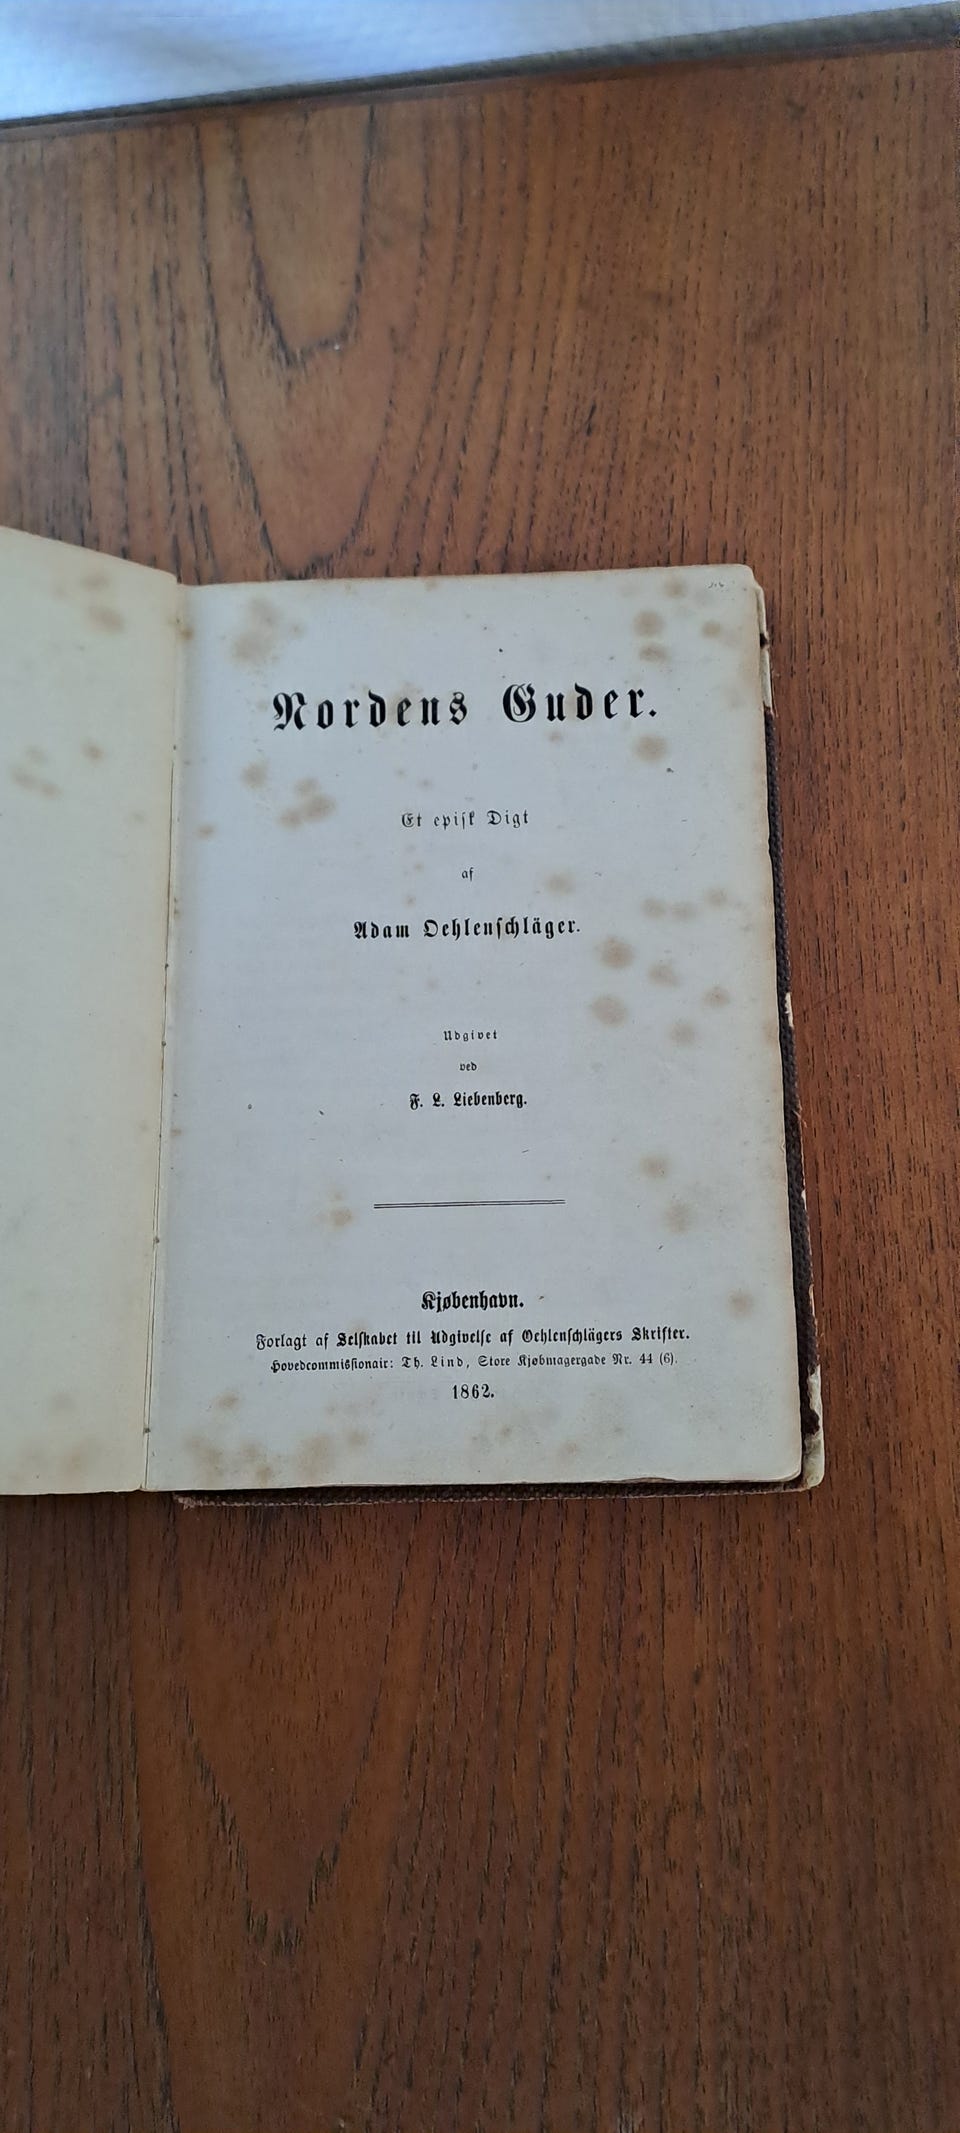 Nordens Guder.
Et episk Digt
af
Adam Oehlenschläger.
Udgivet
ved
F. L. Liebenberg.
Kjøbenhavn.
Forlagt af Selskabet til Udgivelse af Oehlenschlägers Skrifter.
Hovedcommissionair: Th. Lind, Store Kjøbmagergade Nr. 44 (6).
1862.